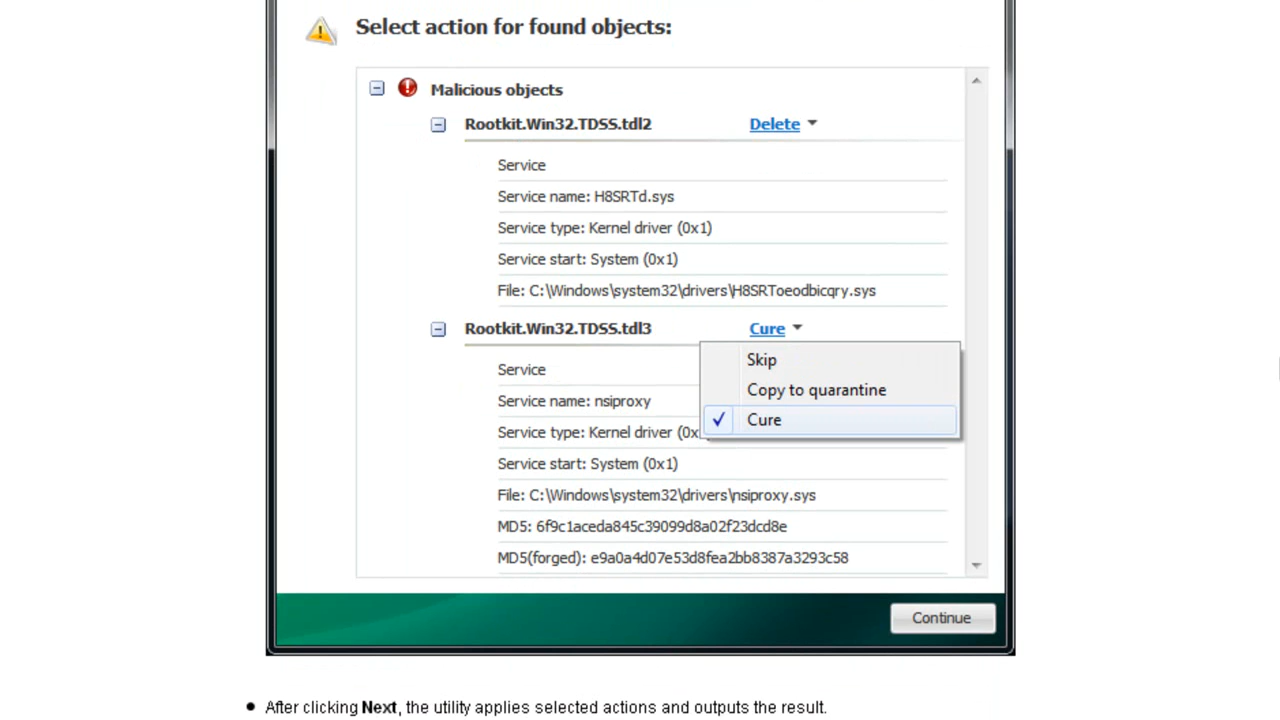 Select action for found objects:
Malicious objects
Rootkit.Win32.TDSS.tdl2 Delete
Service
Service name: H8SRTd.sys
Service type: Kernel driver (0x1)
Service start: System (0x1)
File: C:\Windows\system32\drivers\H8SRToeodbicqry.sys
Rootkit.Win32.TDSS.tdl3 Cure
Skip
Service
Copy to quarantine
Service name: nsiproxy
Cure
Service type: Kernel driver (0x
Service start: System (0x1)
File: C:\Windows\system32\drivers\nsiproxy.sys
MD5: 6f9c1aceda845c39099d8a02f23dcd8e
MD5(forged): e9a0a4d07e53d8fea2bb8387a3293c58
Continue
● After clicking Next, the utility applies selected actions and outputs the result.